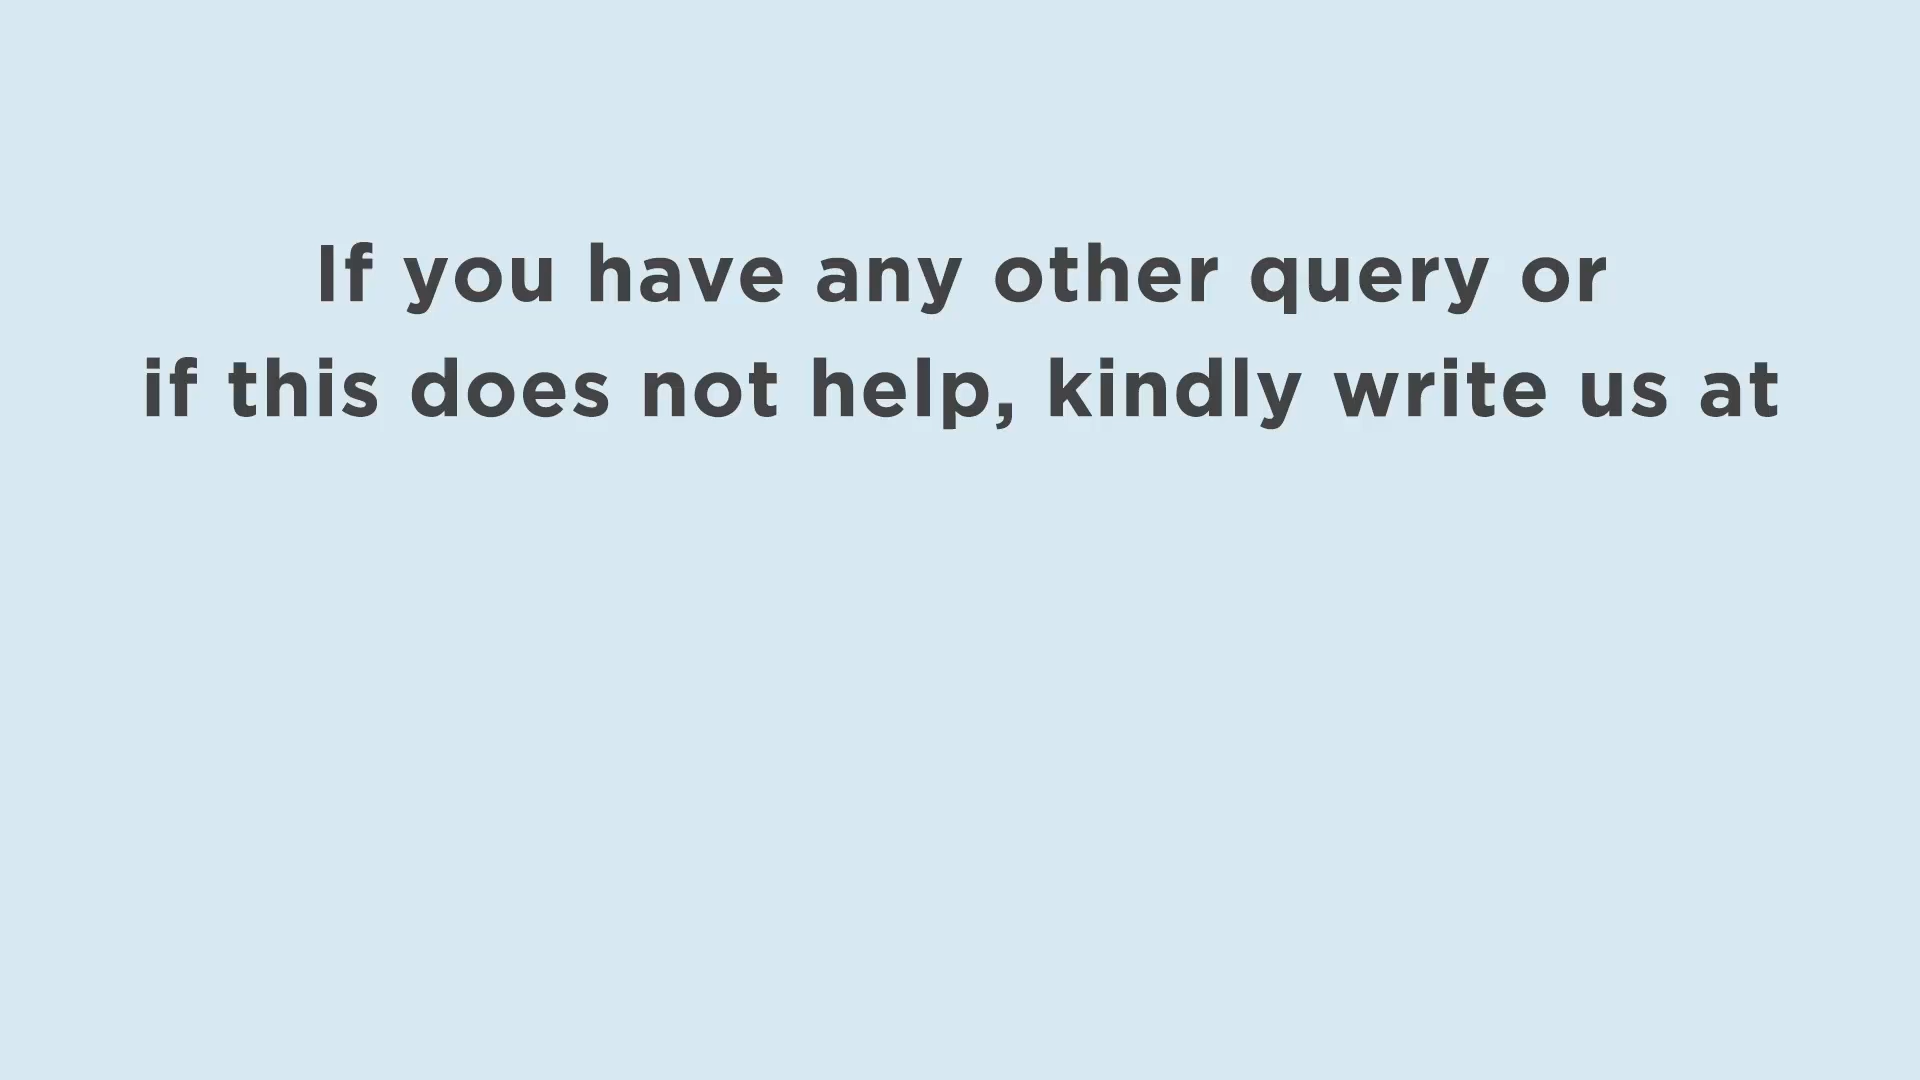 If you have any other query or
if this does not help, kindly write us at